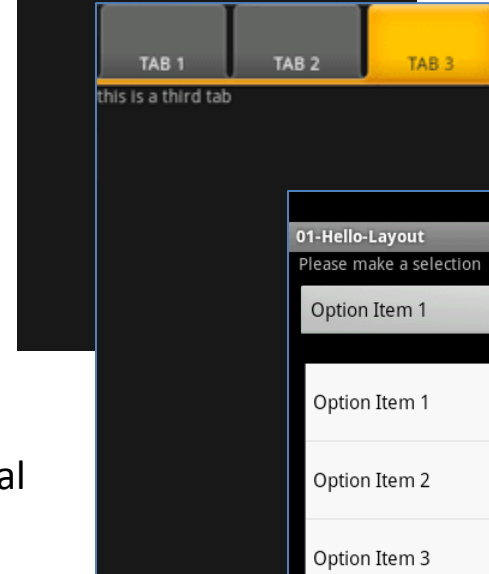 TAB 1 TAB 2 TAB 3
this is a third tab
01-Hello-Layout
Please make a selection
Option Item 1
Option Item 1
al
Option Item 2
Option Item 3